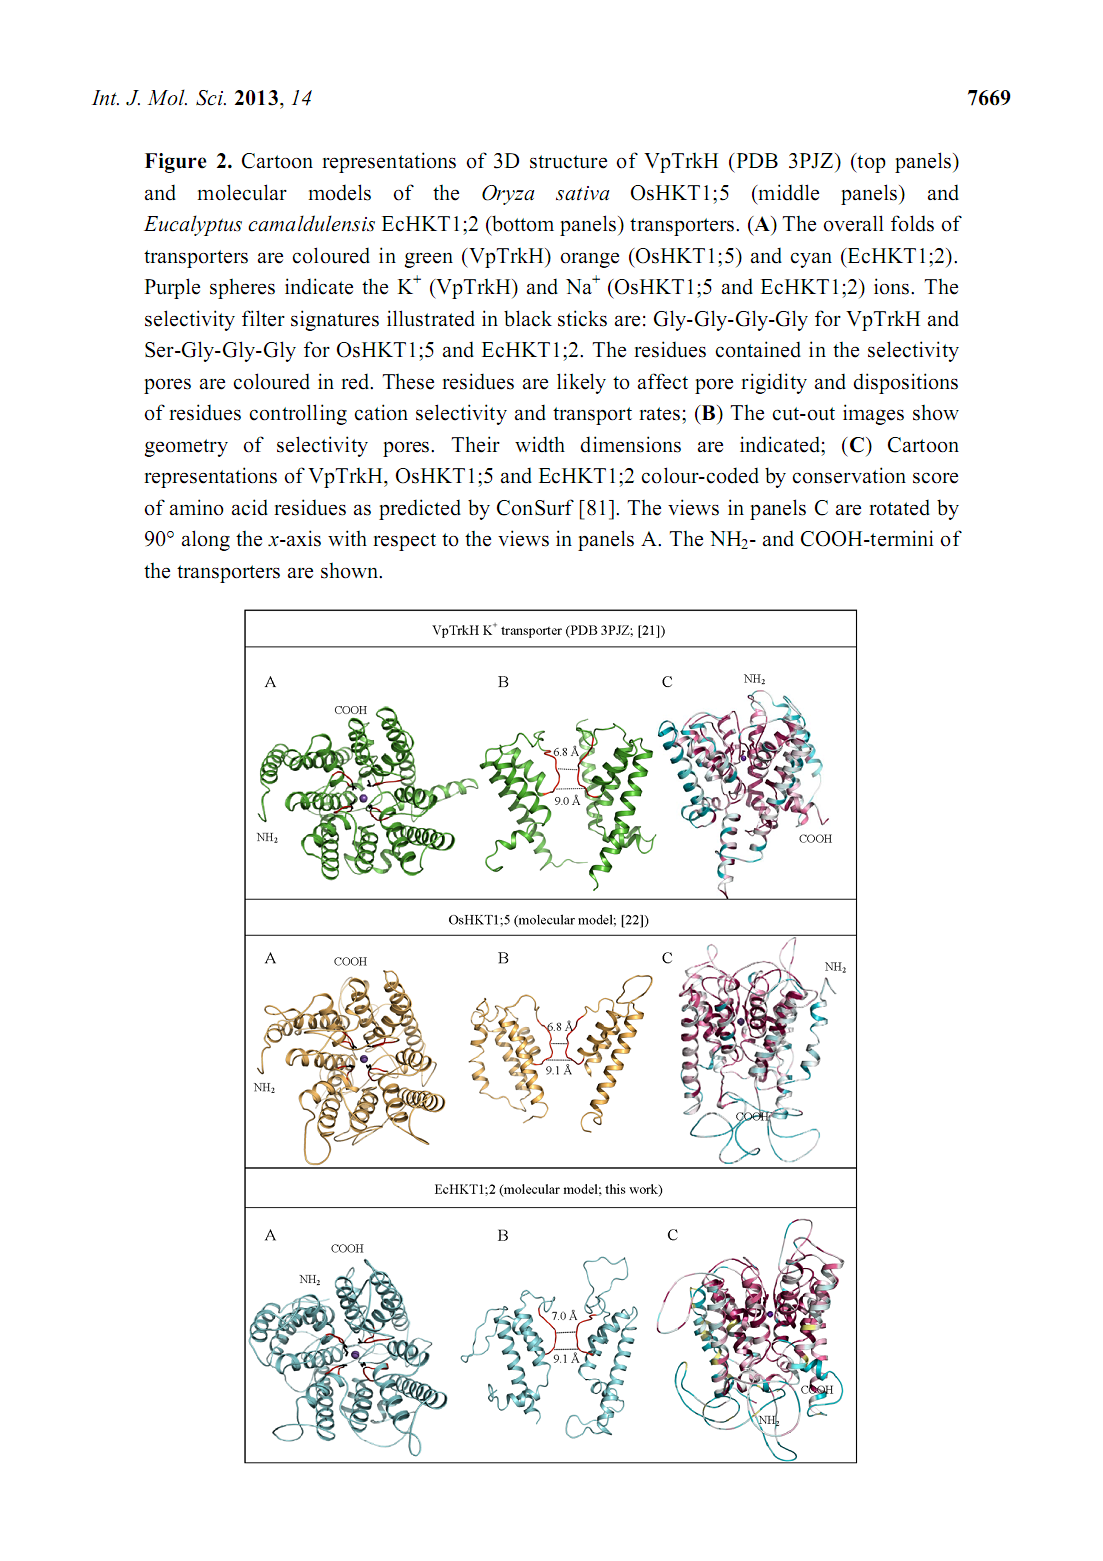 Int. J. Mol. Sci. 2013, 14 7669
Figure 2. Cartoon representations of 3D structure of VpTrkH (PDB 3PJZ) (top panels)
and molecular models of the Oryza sativa OsHKT1;5 (middle panels) and
Eucalyptus camaldulensis EcHKT1;2 (bottom panels) transporters. (A) The overall folds of
transporters are coloured in green (VpTrkH) orange (OsHKT1;5) and cyan (EcHKT1;2).
Purple spheres indicate the K⁺ (VpTrkH) and Na⁺ (OsHKT1;5 and EcHKT1;2) ions. The
selectivity filter signatures illustrated in black sticks are: Gly-Gly-Gly-Gly for VpTrkH and
Ser-Gly-Gly-Gly for OsHKT1;5 and EcHKT1;2. The residues contained in the selectivity
pores are coloured in red. These residues are likely to affect pore rigidity and dispositions
of residues controlling cation selectivity and transport rates; (B) The cut-out images show
geometry of selectivity pores. Their width dimensions are indicated; (C) Cartoon
representations of VpTrkH, OsHKT1;5 and EcHKT1;2 colour-coded by conservation score
of amino acid residues as predicted by ConSurf [81]. The views in panels C are rotated by
90° along the x-axis with respect to the views in panels A. The NH₂- and COOH-termini of
the transporters are shown.
VpTrkH K⁺ transporter (PDB 3PJZ; [21])
A B C
NH₂
COOH
6.8 Å
9.0 Å
NH₂
COOH
OsHKT1;5 (molecular model; [22])
A B C
COOH
NH₂
6.8 Å
9.1 Å
NH₂
COOH
EcHKT1;2 (molecular model; this work)
A B C
COOH
NH₂
7.0 Å
9.1 Å
COOH
NH₂